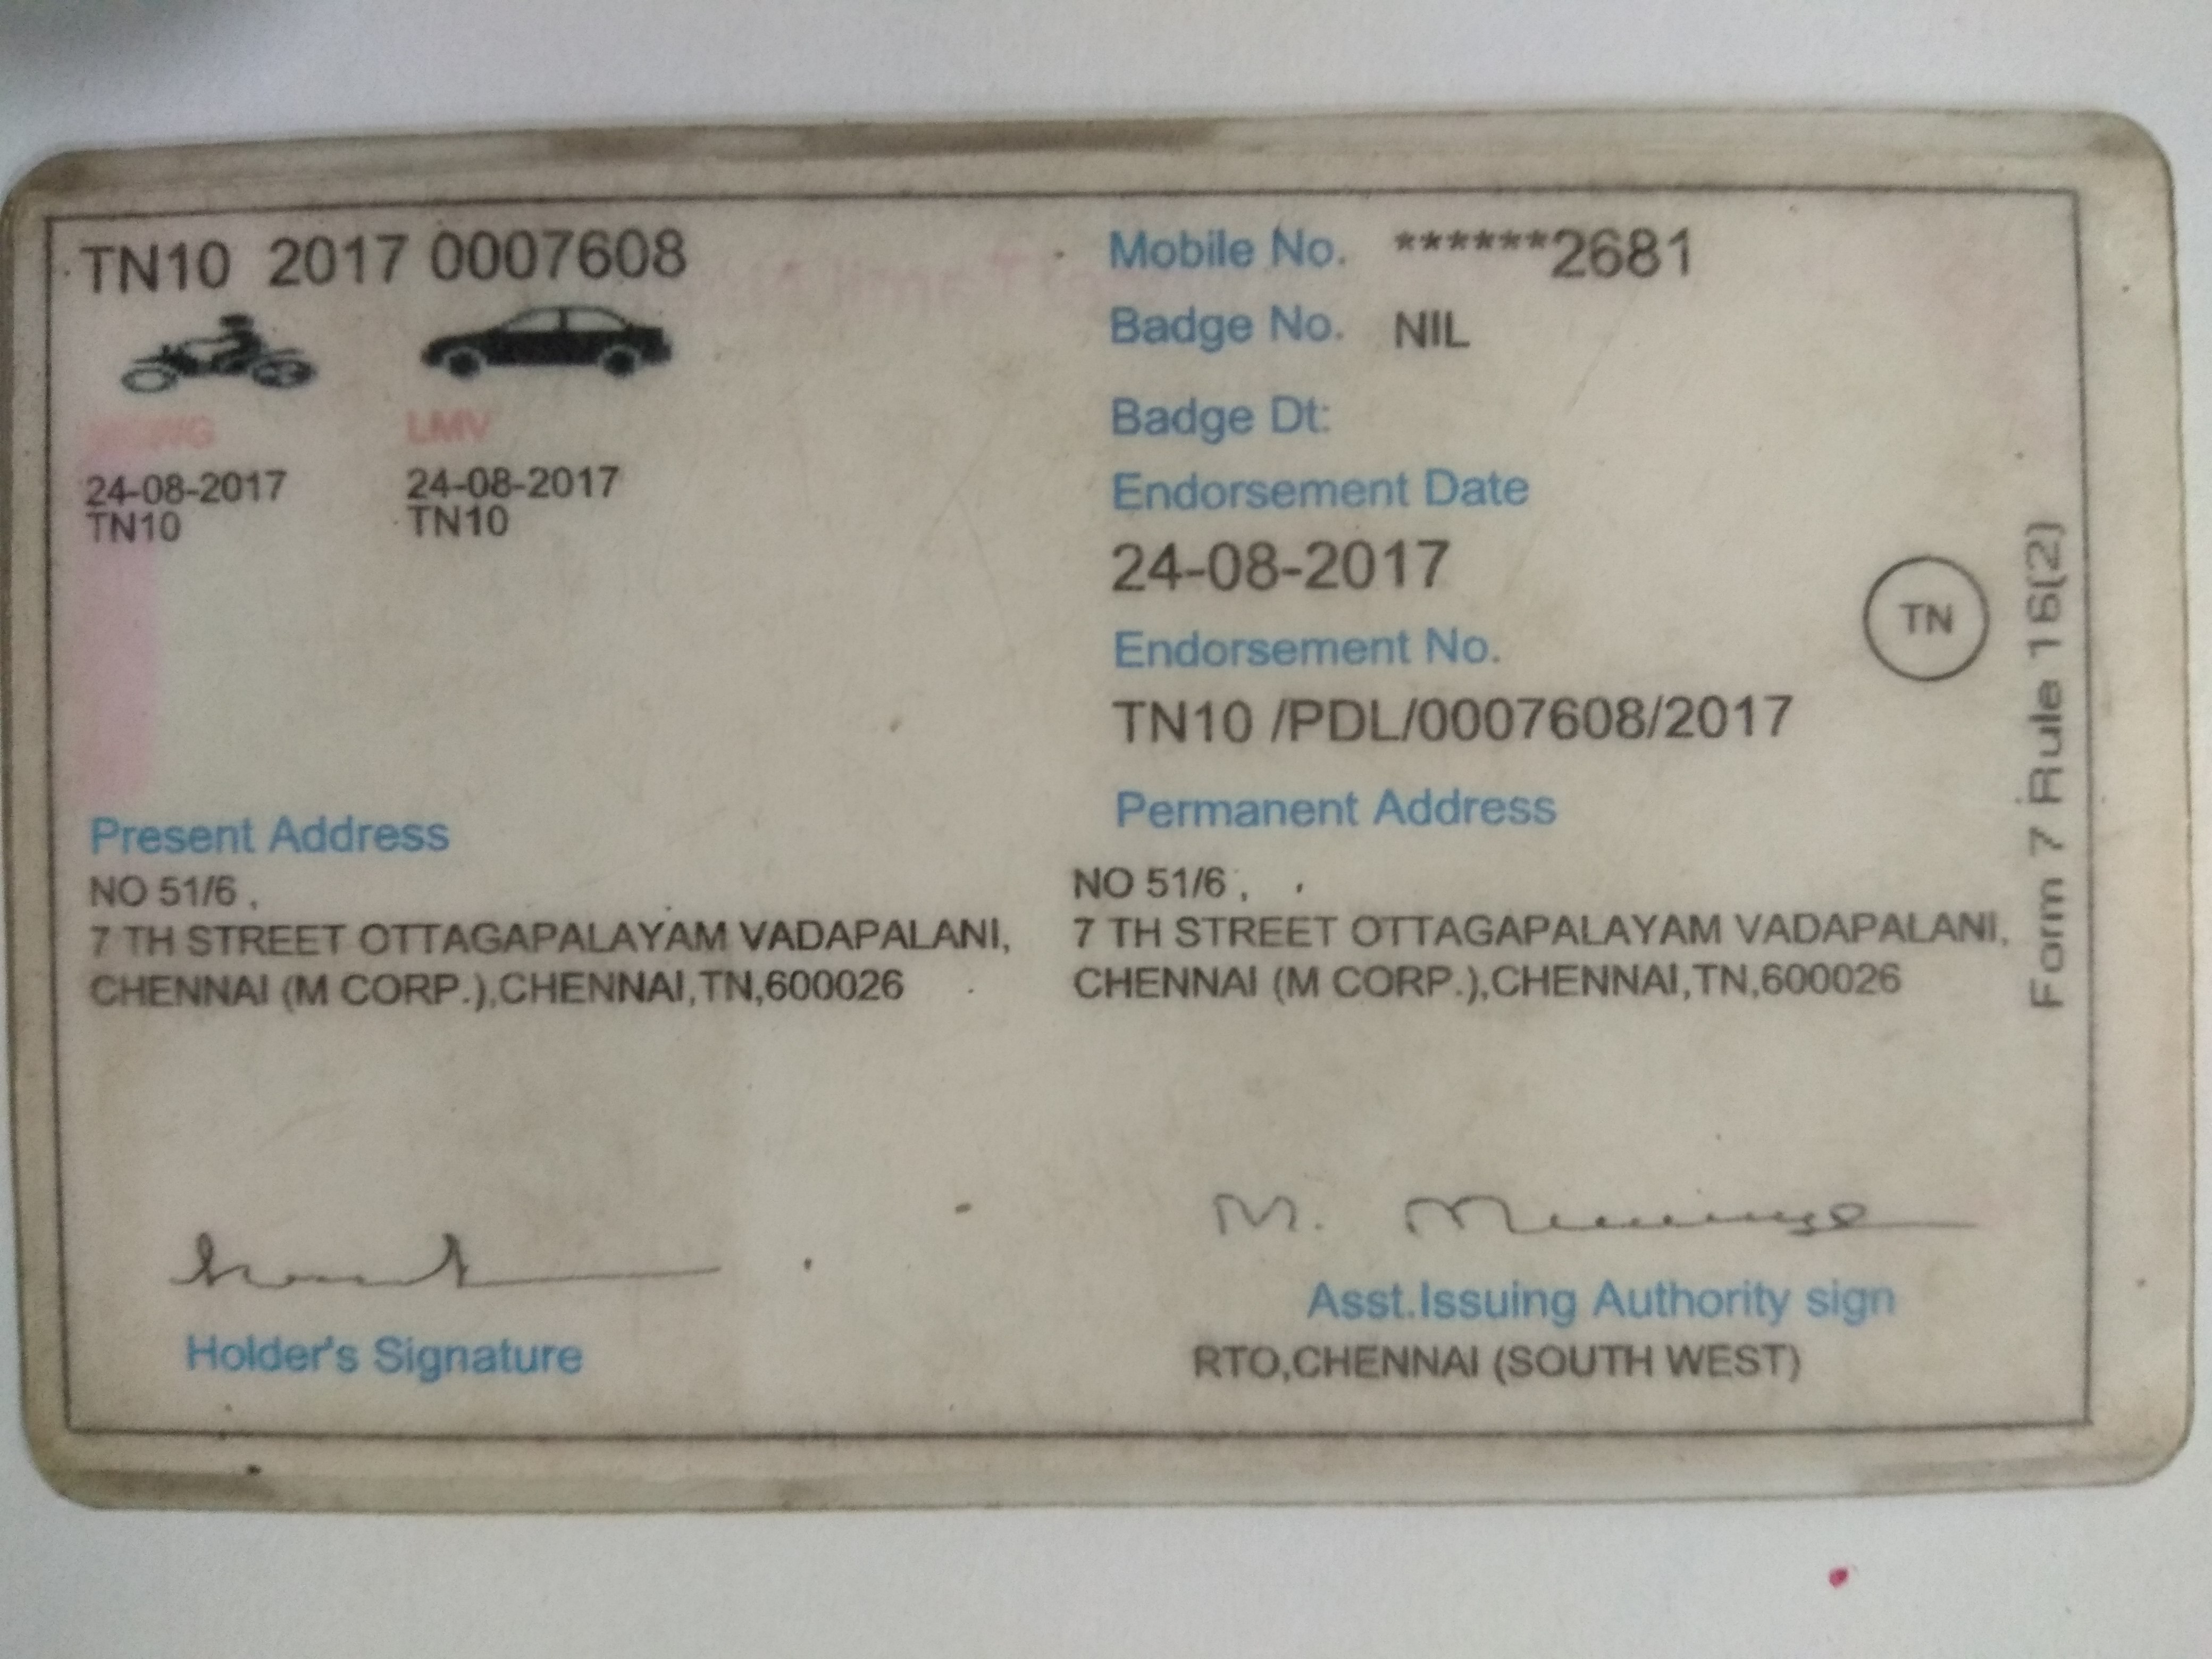 TN10 2017 0007608
LMV
24-08-2017
TN10
24-08-2017
TN10
Mobile No. ******2681
Badge No. NIL
Badge Dt:
Endorsement Date
24-08-2017
Endorsement No.
TN10 /PDL/0007608/2017
TN
Form 7 Rule 16(2)
Present Address
NO 51/6 ,
7 TH STREET OTTAGAPALAYAM VADAPALANI,
CHENNAI (M CORP.),CHENNAI,TN,600026
Permanent Address
NO 51/6 ,
7 TH STREET OTTAGAPALAYAM VADAPALANI,
CHENNAI (M CORP.),CHENNAI,TN,600026
Holder's Signature
M.
Asst.Issuing Authority sign
RTO,CHENNAI (SOUTH WEST)